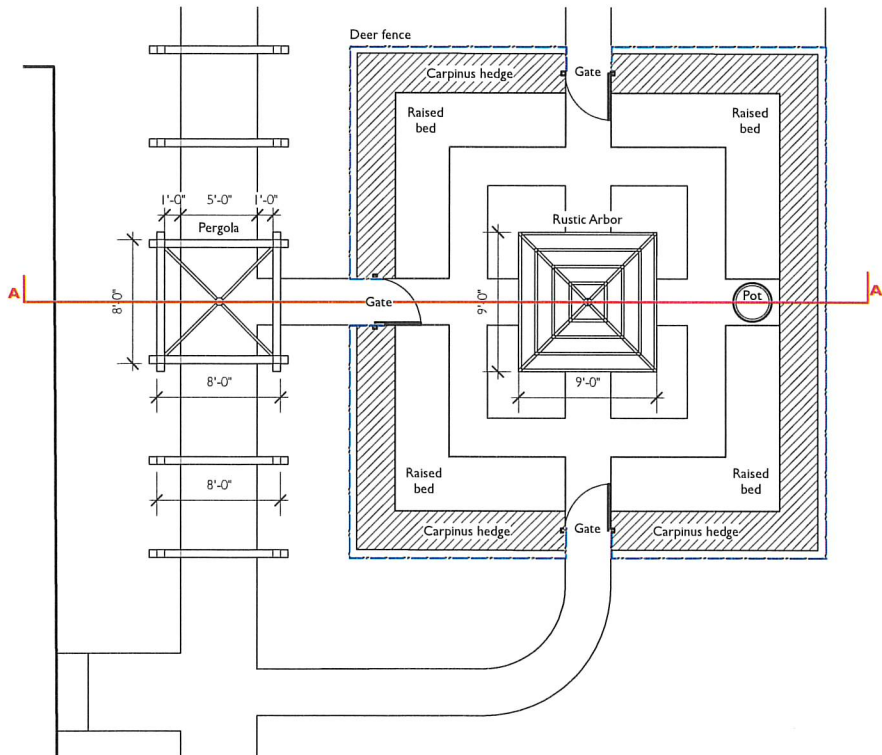 Deer fence
Carpinus hedge
Gate
Raised
bed
Raised
bed
1'-0"
5'-0"
1'-0"
Pergola
Rustic Arbor
A
8'-0"
Gate
9'-0"
Pot
A
8'-0"
9'-0"
8'-0"
Raised
bed
Raised
bed
Carpinus hedge
Gate
Carpinus hedge